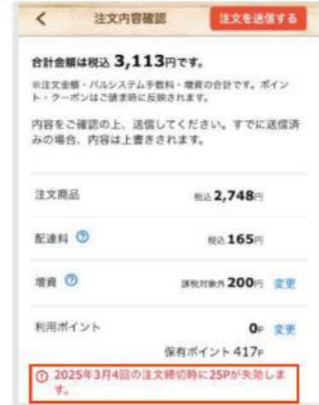 注文内容確認 注文を送信する
合計金額は税込 3,113円です。
※注文金額・パルシステム手数料・増資の合計です。ポイン
ト・クーポンはご請求時に反映されます。
内容をご確認の上、送信してください。すでに送信済
みの場合、内容は上書きされます。
注文商品 税込 2,748円
配達料 ? 税込 165円
増資 ? 課税対象外 200円 変更
利用ポイント 0P 変更
保有ポイント 417P
2025年3月4回の注文締切時に25Pが失効しま
す。